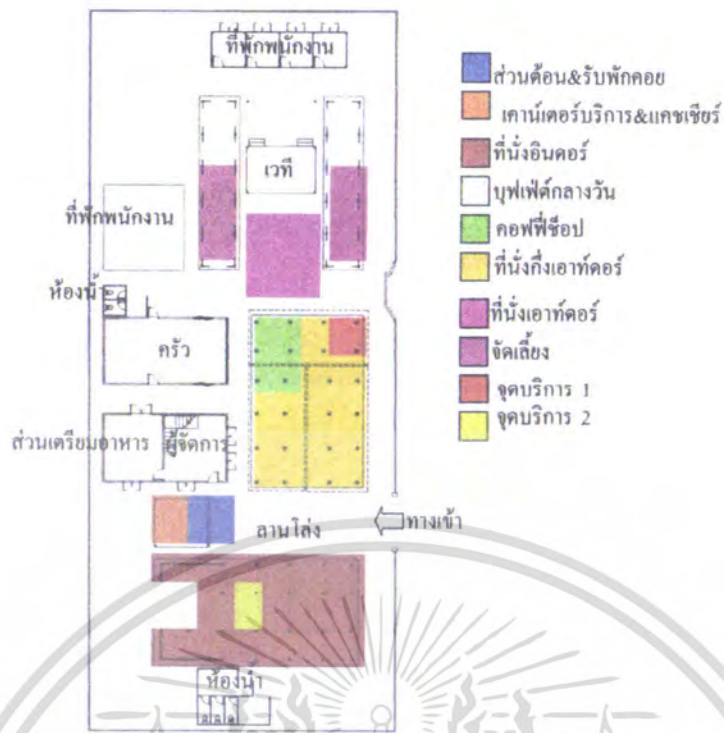 ที่พักพนักงาน
เวที
ที่พักพนักงาน
ห้องน้ำ
ครัว
ส่วนเตรียมอาหาร
ผู้จัดการ
ลานโล่ง
ทางเข้า
ห้องน้ำ
ส่วนต้อน&รับพักคอย
เคาน์เตอร์บริการ&แคชเชียร์
ที่นั่งอินดอร์
บุฟเฟ่ต์กลางวัน
คอฟฟี่ช็อป
ที่นั่งกึ่งเอาท์ดอร์
ที่นั่งเอาท์ดอร์
จัดเลี้ยง
จุดบริการ 1
จุดบริการ 2